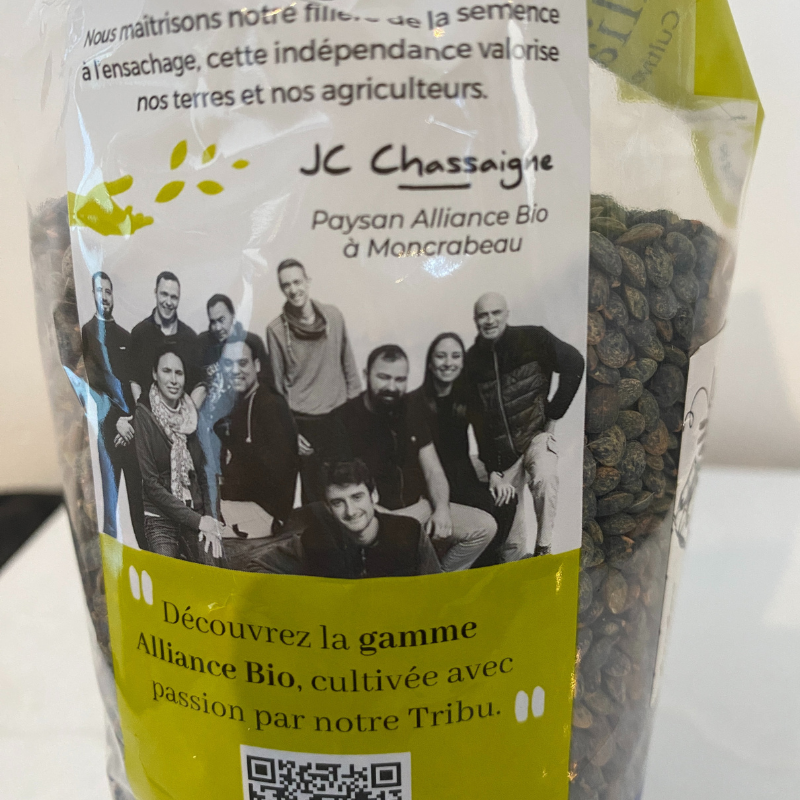 Nous maîtrisons notre filière de la semence
à l'ensachage, cette indépendance valorise
nos terres et nos agriculteurs.
JC Chassaigne
Paysan Alliance Bio
à Moncrabeau
Découvrez la gamme
Alliance Bio, cultivée avec
passion par notre Tribu.